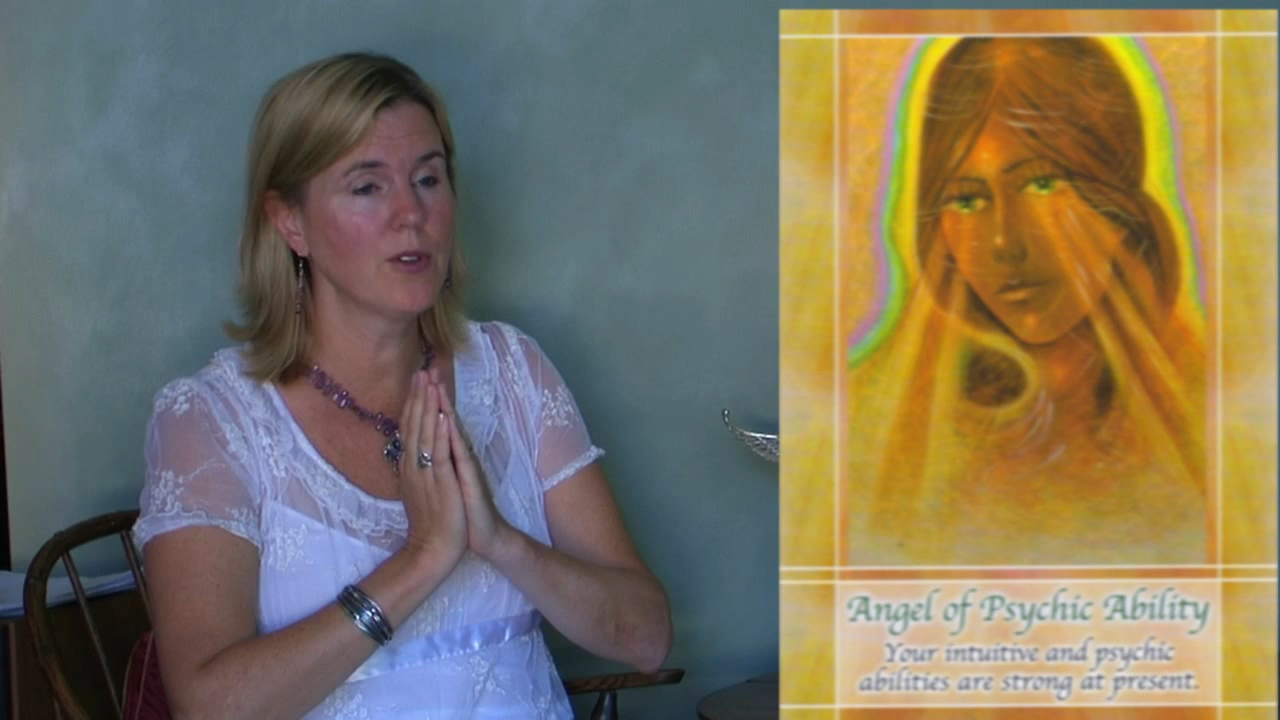 Angel of Psychic Ability
Your intuitive and psychic
abilities are strong at present.